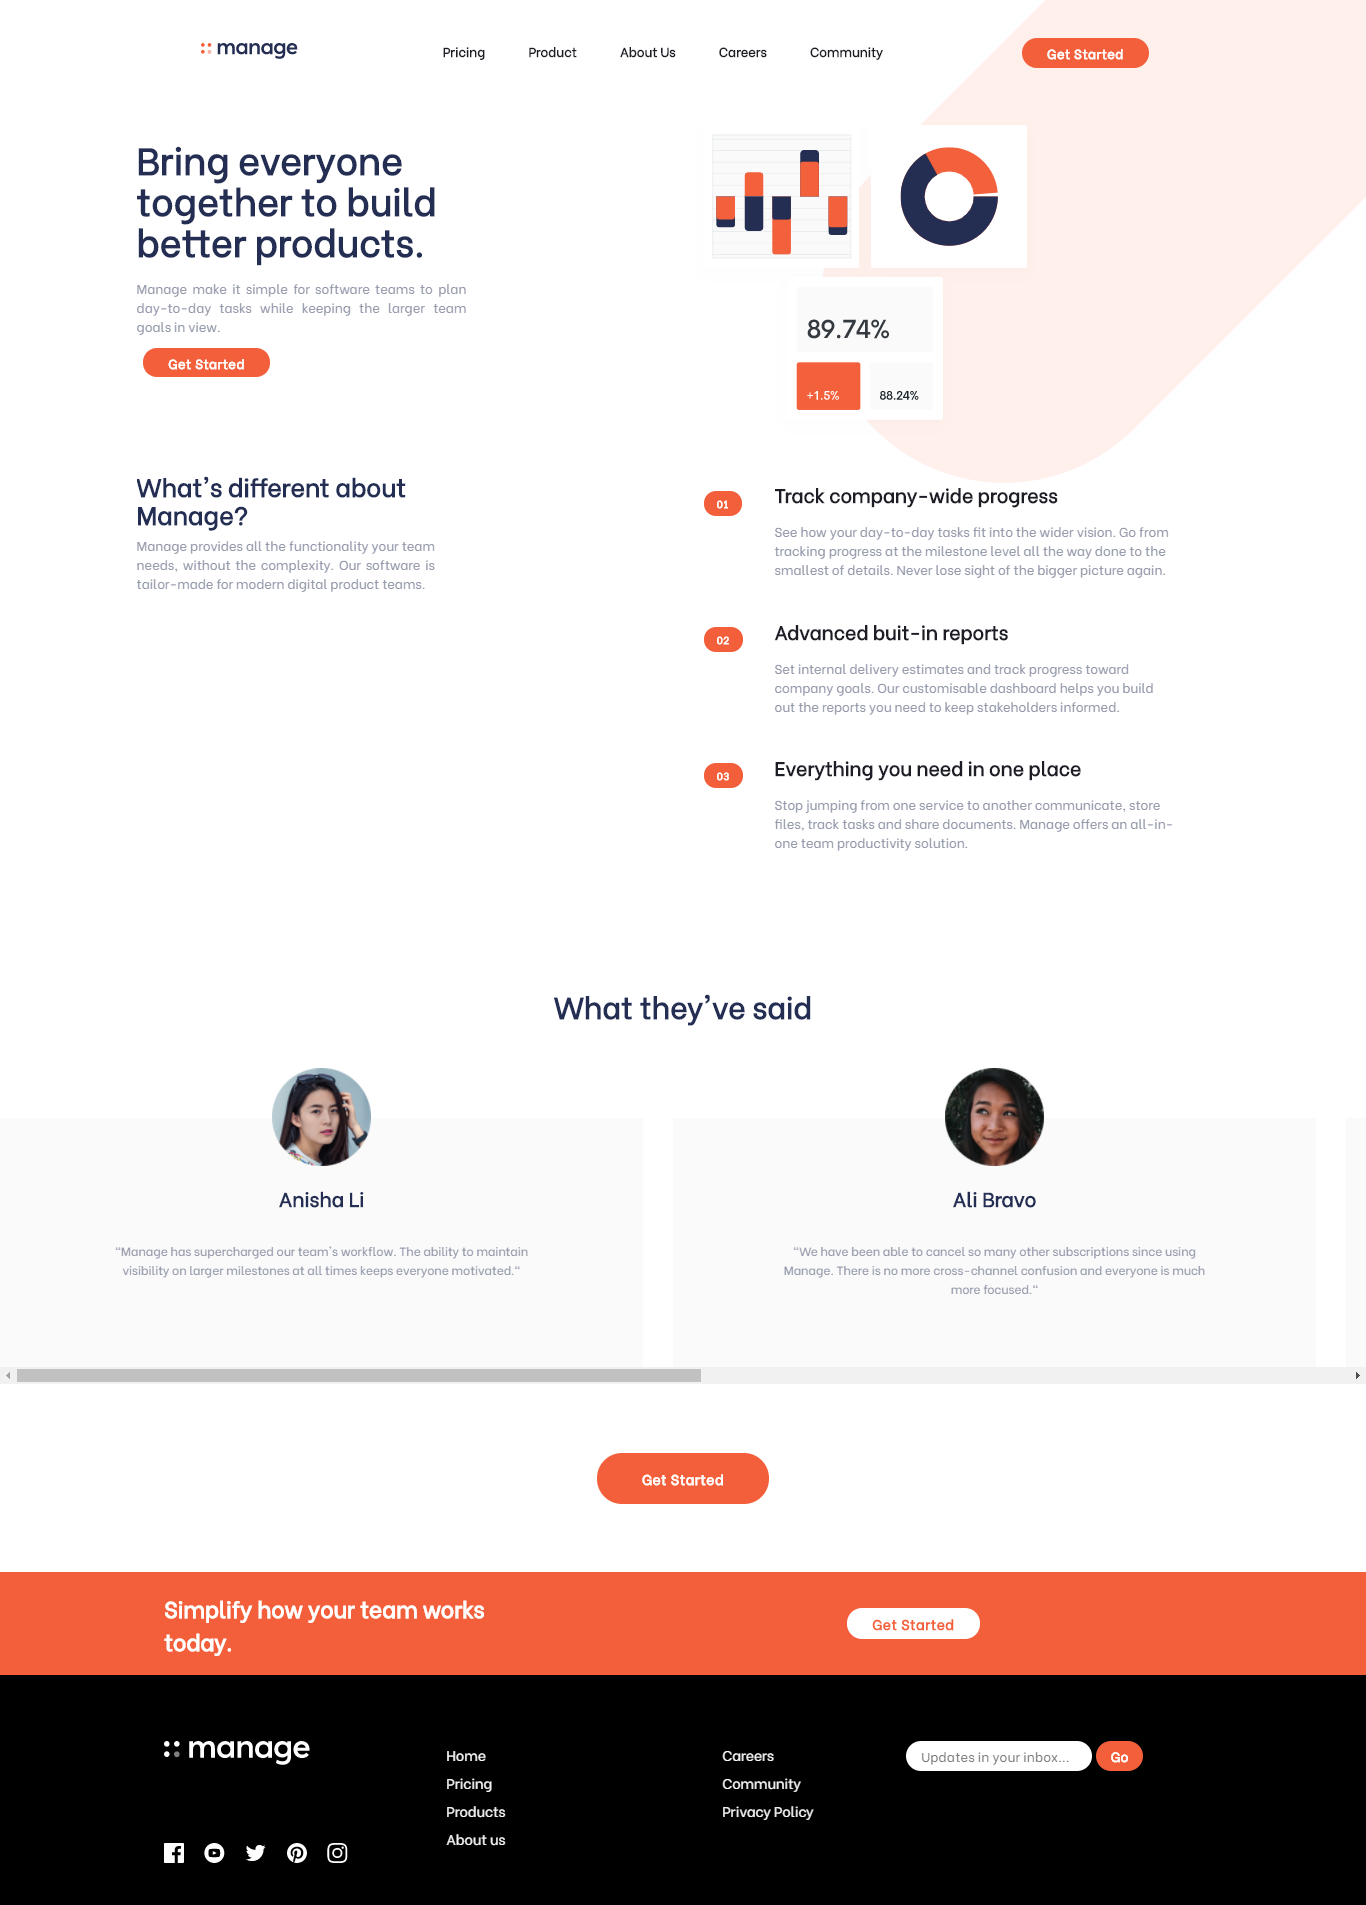 manage
Pricing
Product
About Us
Careers
Community
Get Started
Bring everyone
together to build
better products.
Manage make it simple for software teams to plan
day-to-day tasks while keeping the larger team
goals in view.
Get Started
89.74%
+1.5%
88.24%
What's different about
Manage?
Manage provides all the functionality your team
needs, without the complexity. Our software is
tailor-made for modern digital product teams.
01
Track company-wide progress
See how your day-to-day tasks fit into the wider vision. Go from
tracking progress at the milestone level all the way done to the
smallest of details. Never lose sight of the bigger picture again.
02
Advanced buit-in reports
Set internal delivery estimates and track progress toward
company goals. Our customisable dashboard helps you build
out the reports you need to keep stakeholders informed.
03
Everything you need in one place
Stop jumping from one service to another communicate, store
files, track tasks and share documents. Manage offers an all-in-
one team productivity solution.
What they've said
Anisha Li
"Manage has supercharged our team's workflow. The ability to maintain
visibility on larger milestones at all times keeps everyone motivated."
Ali Bravo
"We have been able to cancel so many other subscriptions since using
Manage. There is no more cross-channel confusion and everyone is much
more focused."
Get Started
Simplify how your team works
today.
Get Started
manage
Home
Pricing
Products
About us
Careers
Community
Privacy Policy
Updates in your inbox...
Go